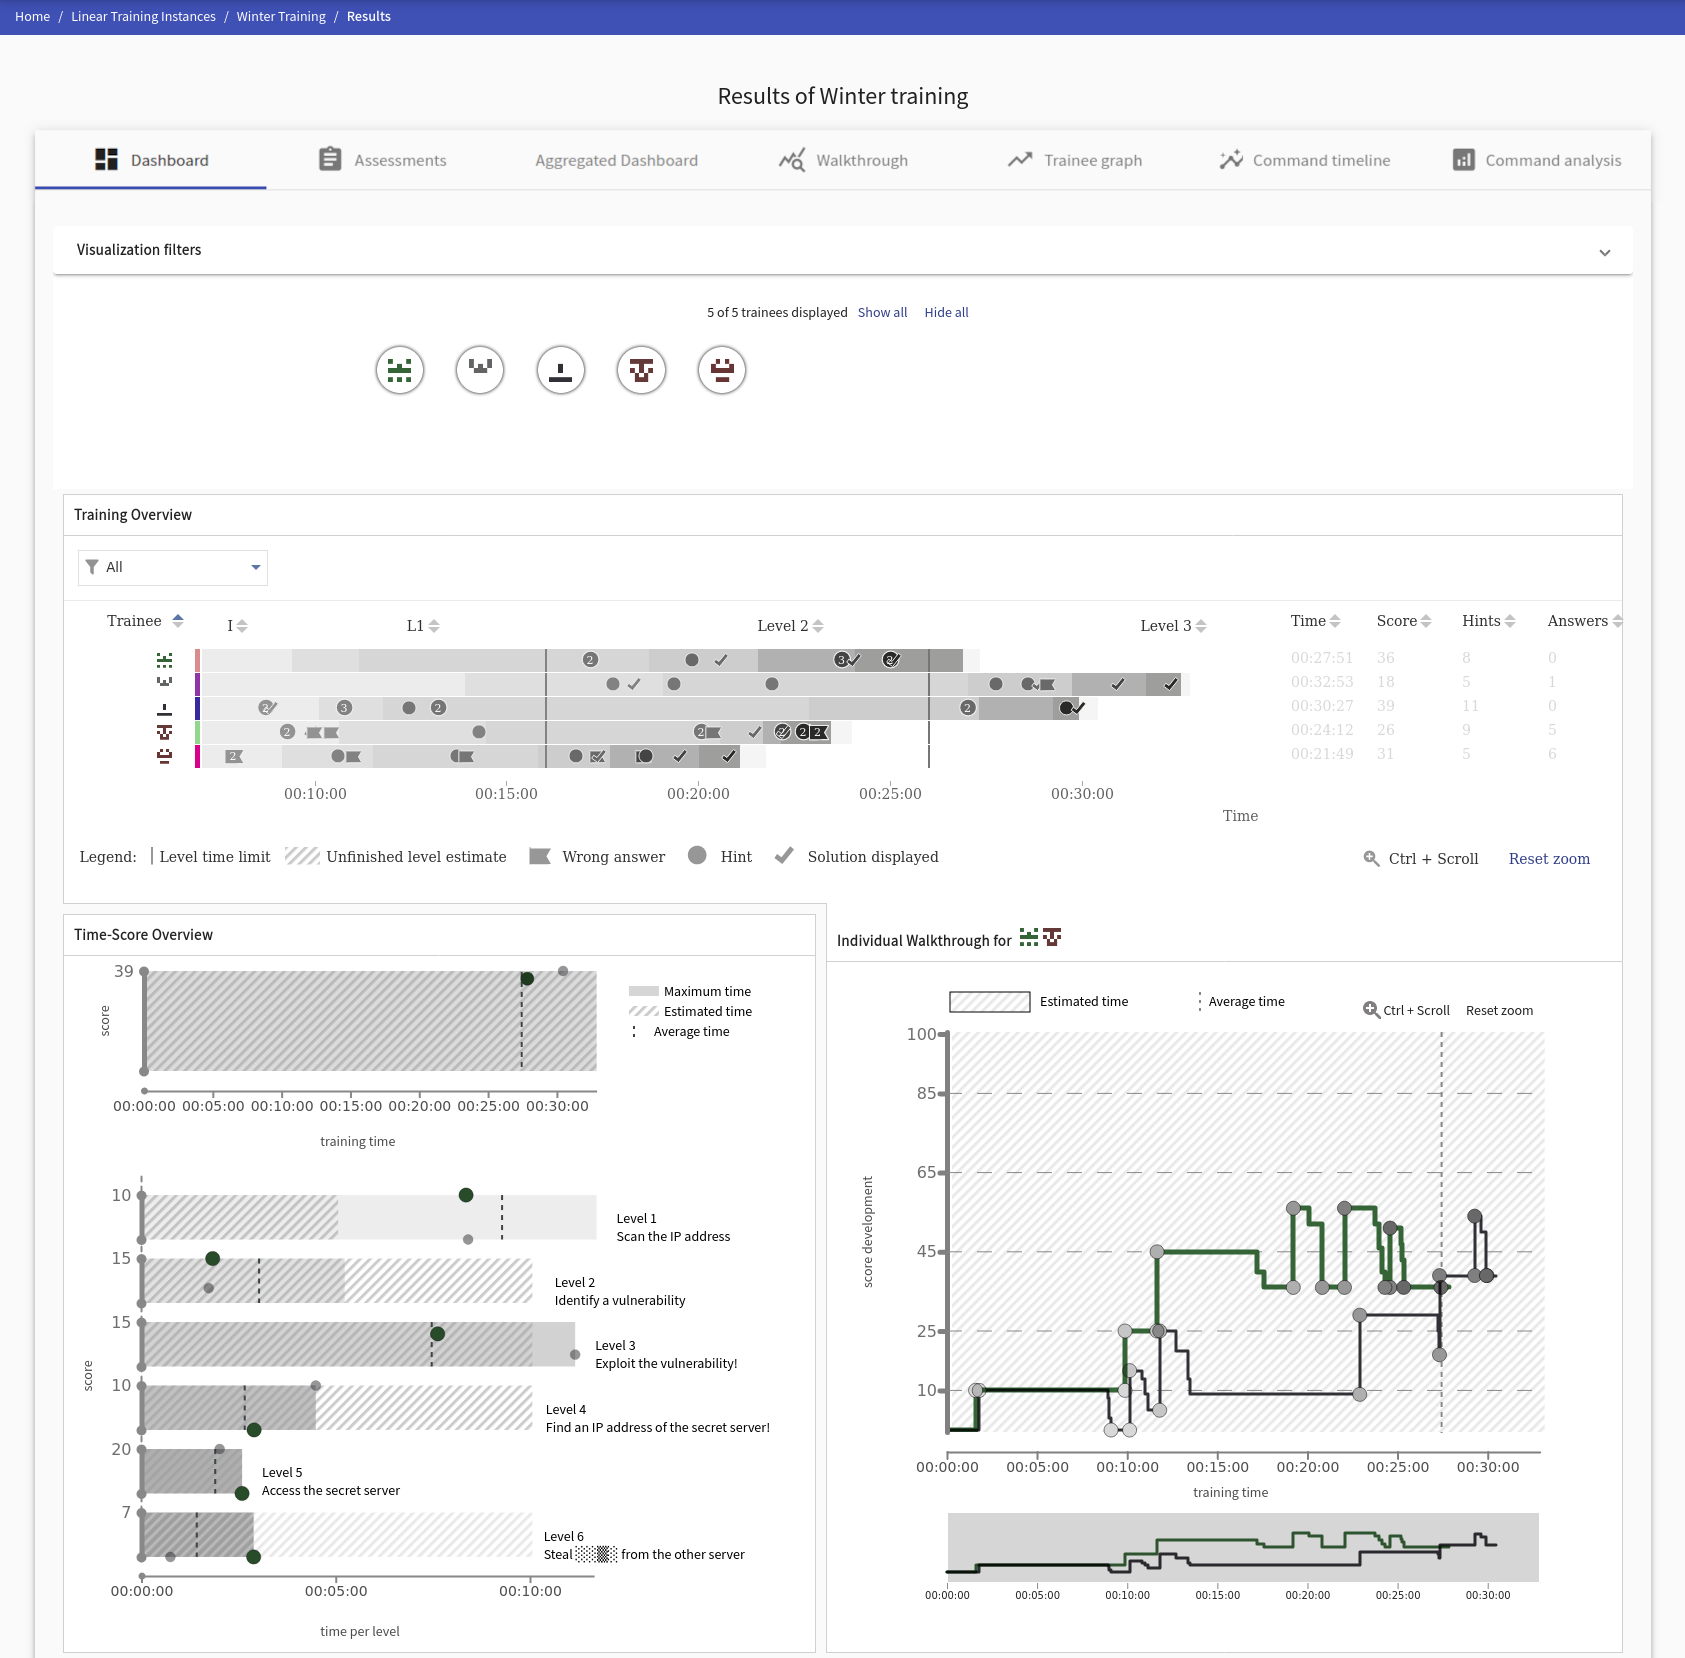 Home / Linear Training Instances / Winter Training / Results
Results of Winter training
Dashboard
Assessments
Aggregated Dashboard
Walkthrough
Trainee graph
Command timeline
Command analysis
Visualization filters
5 of 5 trainees displayed Show all Hide all
Training Overview
All
Trainee I L1 Level 2 Level 3 Time Score Hints Answers
2 3 2 00:27:51 36 8 0
00:32:53 18 5 1
2 3 2 2 00:30:27 39 11 0
2 2 2 2 2 00:24:12 26 9 5
2 00:21:49 31 5 6
00:10:00 00:15:00 00:20:00 00:25:00 00:30:00
Time
Legend: Level time limit Unfinished level estimate Wrong answer Hint Solution displayed Ctrl + Scroll Reset zoom
Time-Score Overview
39
score
Maximum time
Estimated time
Average time
00:00:00 00:05:00 00:10:00 00:15:00 00:20:00 00:25:00 00:30:00
training time
10
Level 1
Scan the IP address
15
Level 2
Identify a vulnerability
15
Level 3
Exploit the vulnerability!
score
10
Level 4
Find an IP address of the secret server!
20
Level 5
Access the secret server
7
Level 6
Steal from the other server
00:00:00 00:05:00 00:10:00
time per level
Individual Walkthrough for
Estimated time Average time Ctrl + Scroll Reset zoom
100
85
65
45
25
10
score development
00:00:00 00:05:00 00:10:00 00:15:00 00:20:00 00:25:00 00:30:00
training time
00:00:00 00:05:00 00:10:00 00:15:00 00:20:00 00:25:00 00:30:00